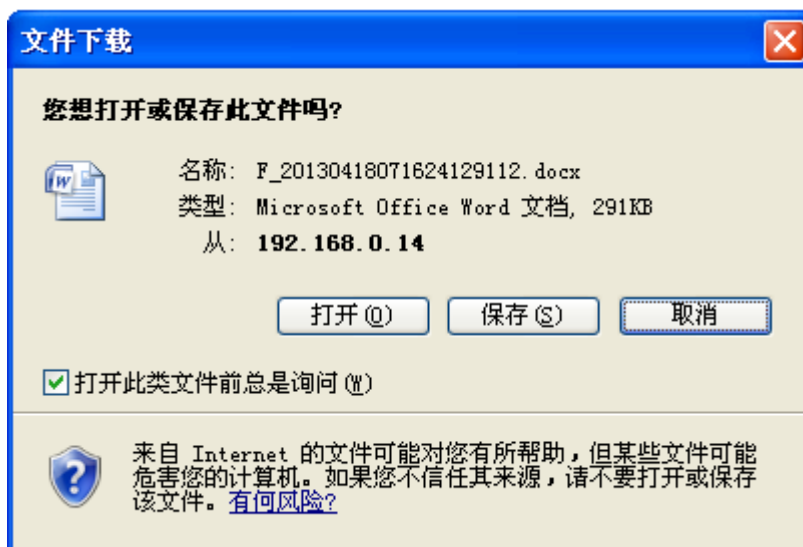 文件下载
您想打开或保存此文件吗?
名称: F_20130418071624129112.docx
类型: Microsoft Office Word 文档, 291KB
从: 192.168.0.14
打开(O) 保存(S) 取消
打开此类文件前总是询问(W)
来自 Internet 的文件可能对您有所帮助，但某些文件可能
危害您的计算机。如果您不信任其来源，请不要打开或保存
该文件。有何风险?